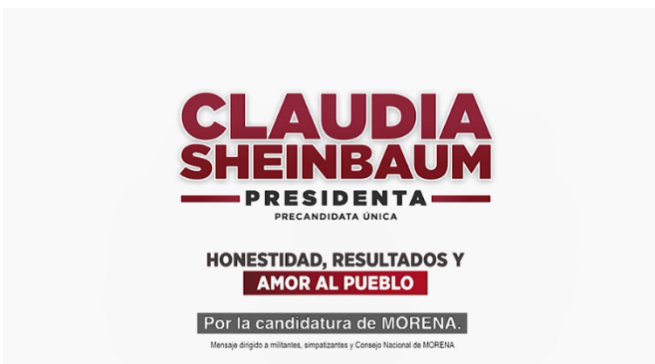 CLAUDIA
SHEINBAUM
PRESIDENTA
PRECANDIDATA ÚNICA
HONESTIDAD, RESULTADOS Y
AMOR AL PUEBLO
Por la candidatura de MORENA.
Mensaje dirigido a militantes, simpatizantes y Consejo Nacional de MORENA